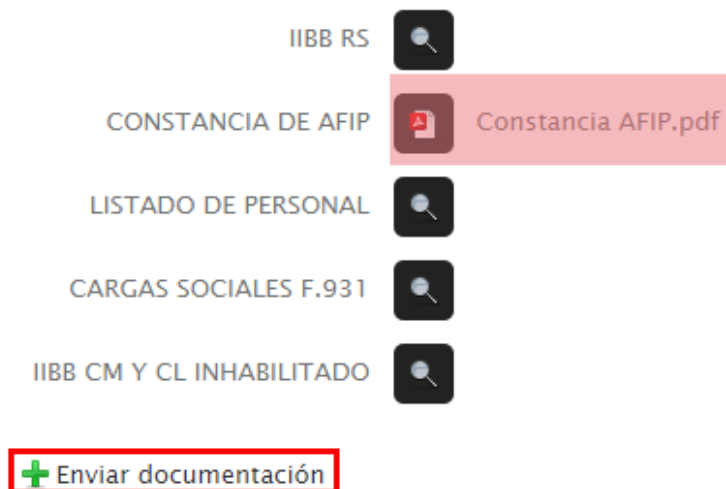 IIBB RS
CONSTANCIA DE AFIP Constancia AFIP.pdf
LISTADO DE PERSONAL
CARGAS SOCIALES F.931
IIBB CM Y CL INHABILITADO
Enviar documentación